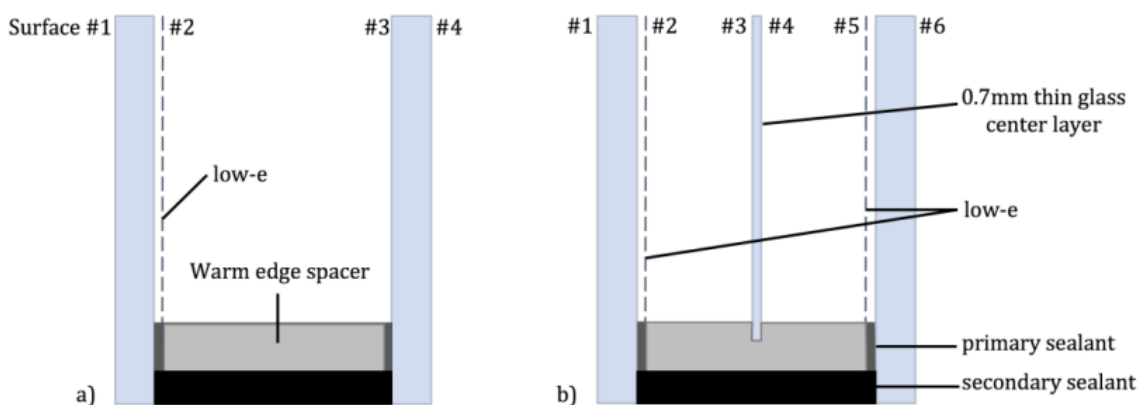 Surface #1
#2
#3
#4
low-e
Warm edge spacer
a)
#1
#2
#3
#4
#5
#6
0.7mm thin glass
center layer
low-e
primary sealant
secondary sealant
b)